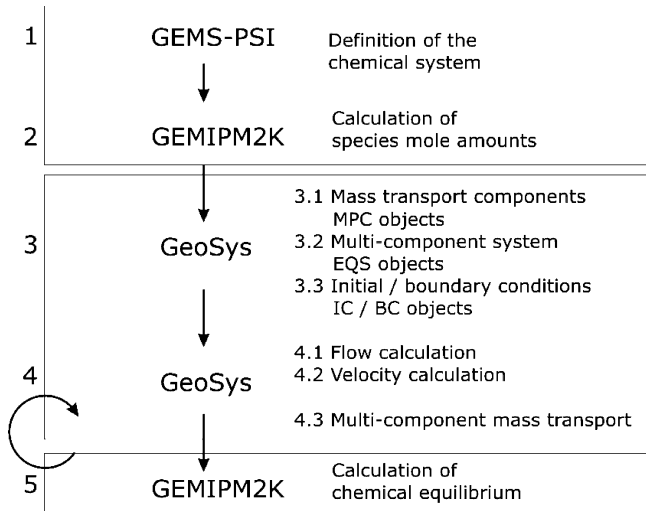 1
GEMS-PSI
Definition of the
chemical system
2
GEMIPM2K
Calculation of
species mole amounts
3
GeoSys
3.1 Mass transport components
MPC objects
3.2 Multi-component system
EQS objects
3.3 Initial / boundary conditions
IC / BC objects
4
GeoSys
4.1 Flow calculation
4.2 Velocity calculation
4.3 Multi-component mass transport
5
GEMIPM2K
Calculation of
chemical equilibrium